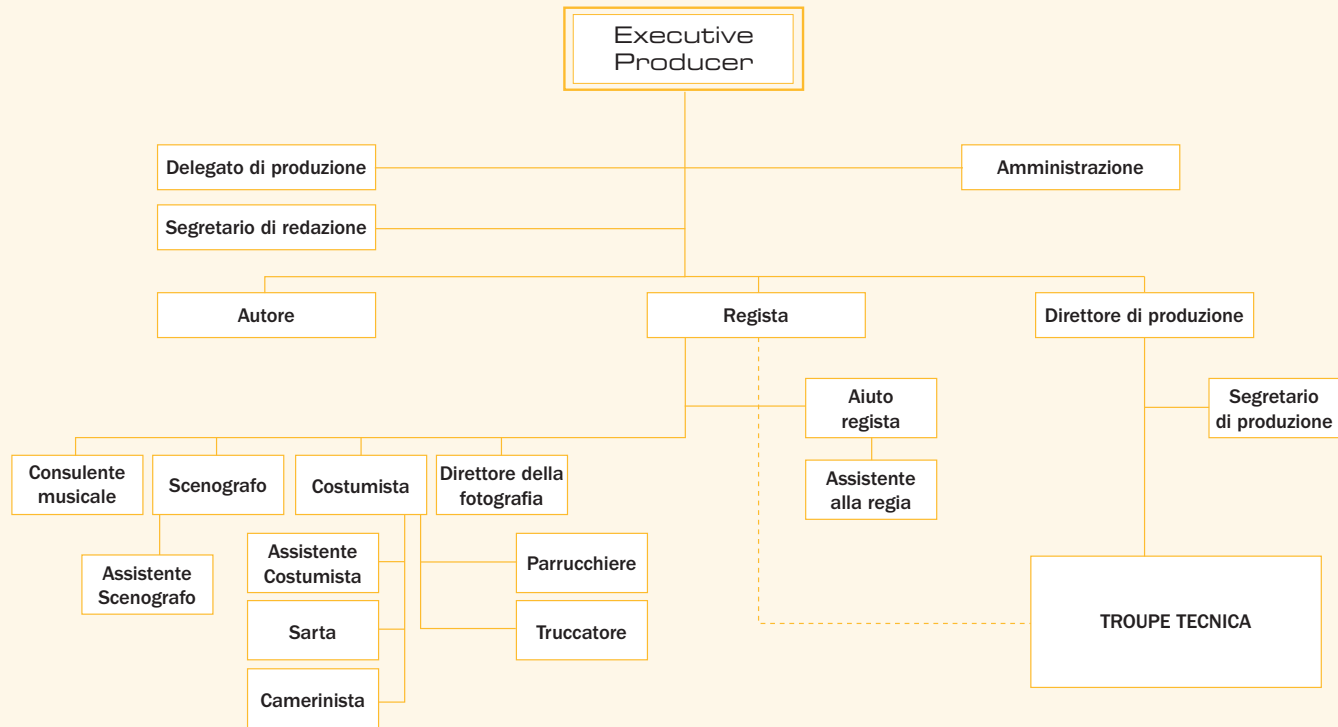 Executive
Producer
Delegato di produzione
Amministrazione
Segretario di redazione
Autore
Regista
Direttore di produzione
Aiuto
regista
Segretario
di produzione
Consulente
musicale
Scenografo
Costumista
Direttore della
fotografia
Assistente
alla regia
Assistente
Scenografo
Assistente
Costumista
Parrucchiere
Sarta
Truccatore
TROUPE TECNICA
Camerinista